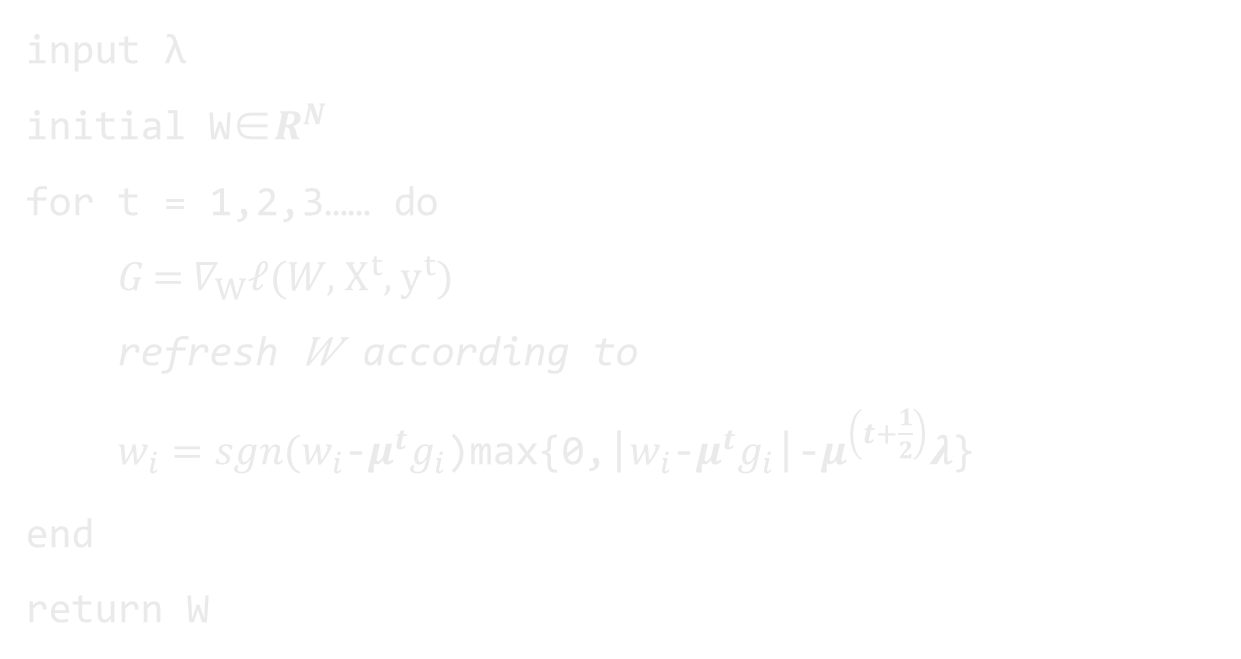 input λ
initial W∈R^N
for t = 1,2,3…… do
G = ∇_W ℓ(W, X^t, y^t)
refresh W according to
w_i = sgn(w_i-μ^t g_i)max{0,|w_i-μ^t g_i|-μ^(t+1/2) λ}
end
return W